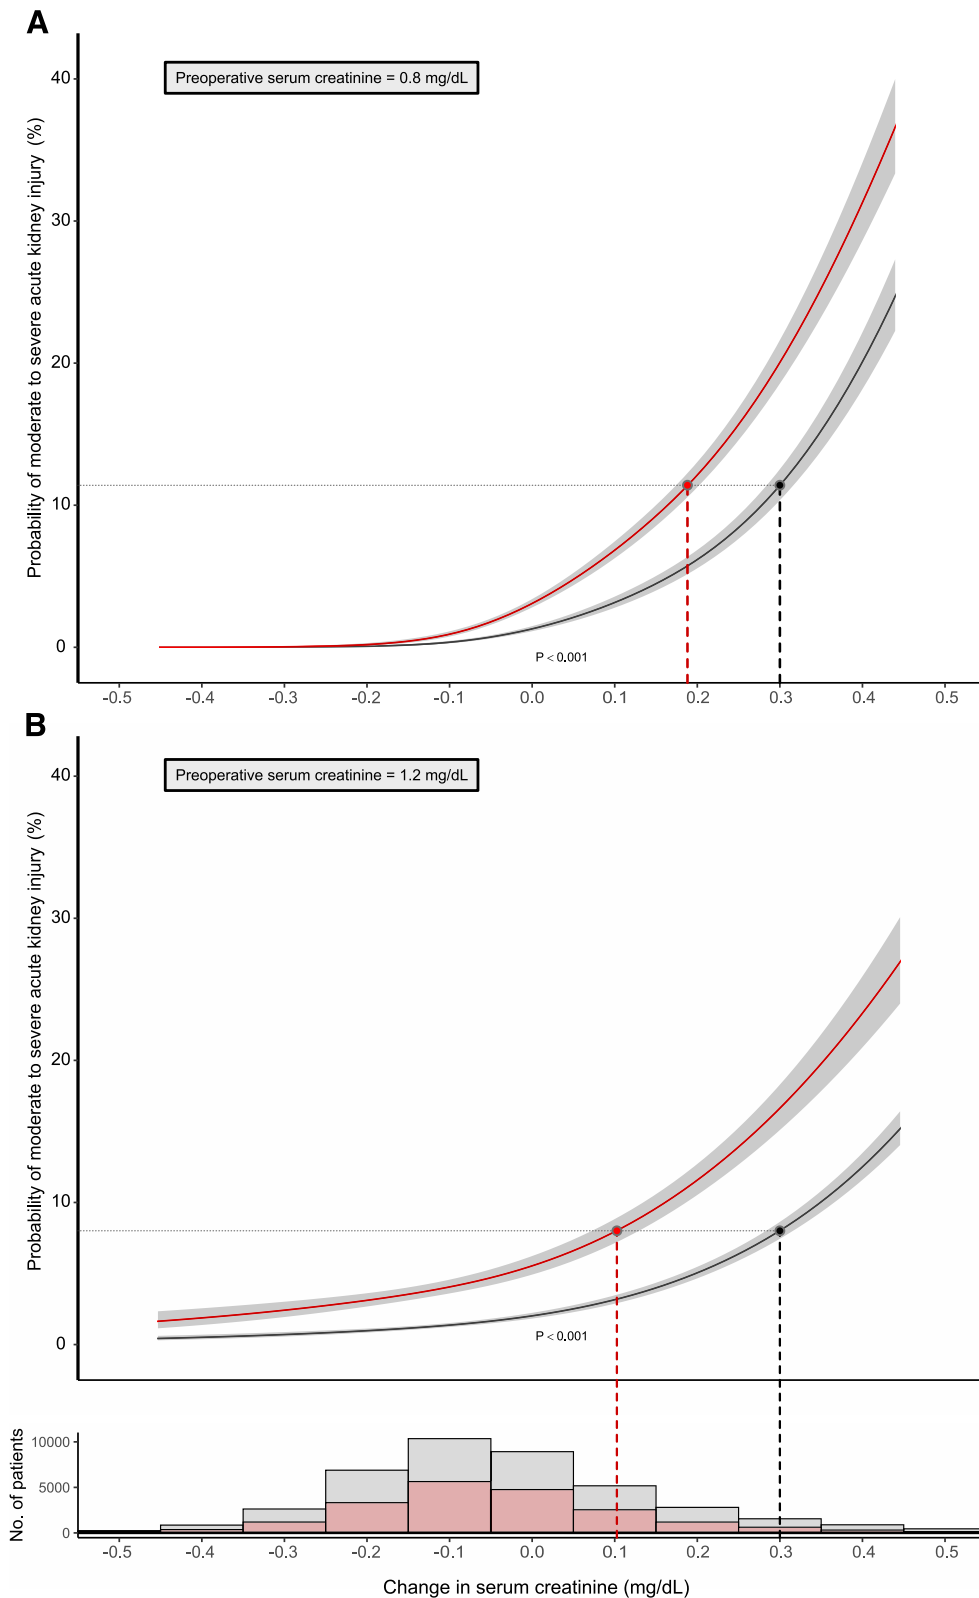 A
Preoperative serum creatinine = 0.8 mg/dL
Probability of moderate to severe acute kidney injury (%)
40
30
20
10
0
P < 0.001
-0.5 -0.4 -0.3 -0.2 -0.1 0.0 0.1 0.2 0.3 0.4 0.5
B
Preoperative serum creatinine = 1.2 mg/dL
Probability of moderate to severe acute kidney injury (%)
40
30
20
10
0
P < 0.001
No. of patients
10000
5000
0
-0.5 -0.4 -0.3 -0.2 -0.1 0.0 0.1 0.2 0.3 0.4 0.5
Change in serum creatinine (mg/dL)